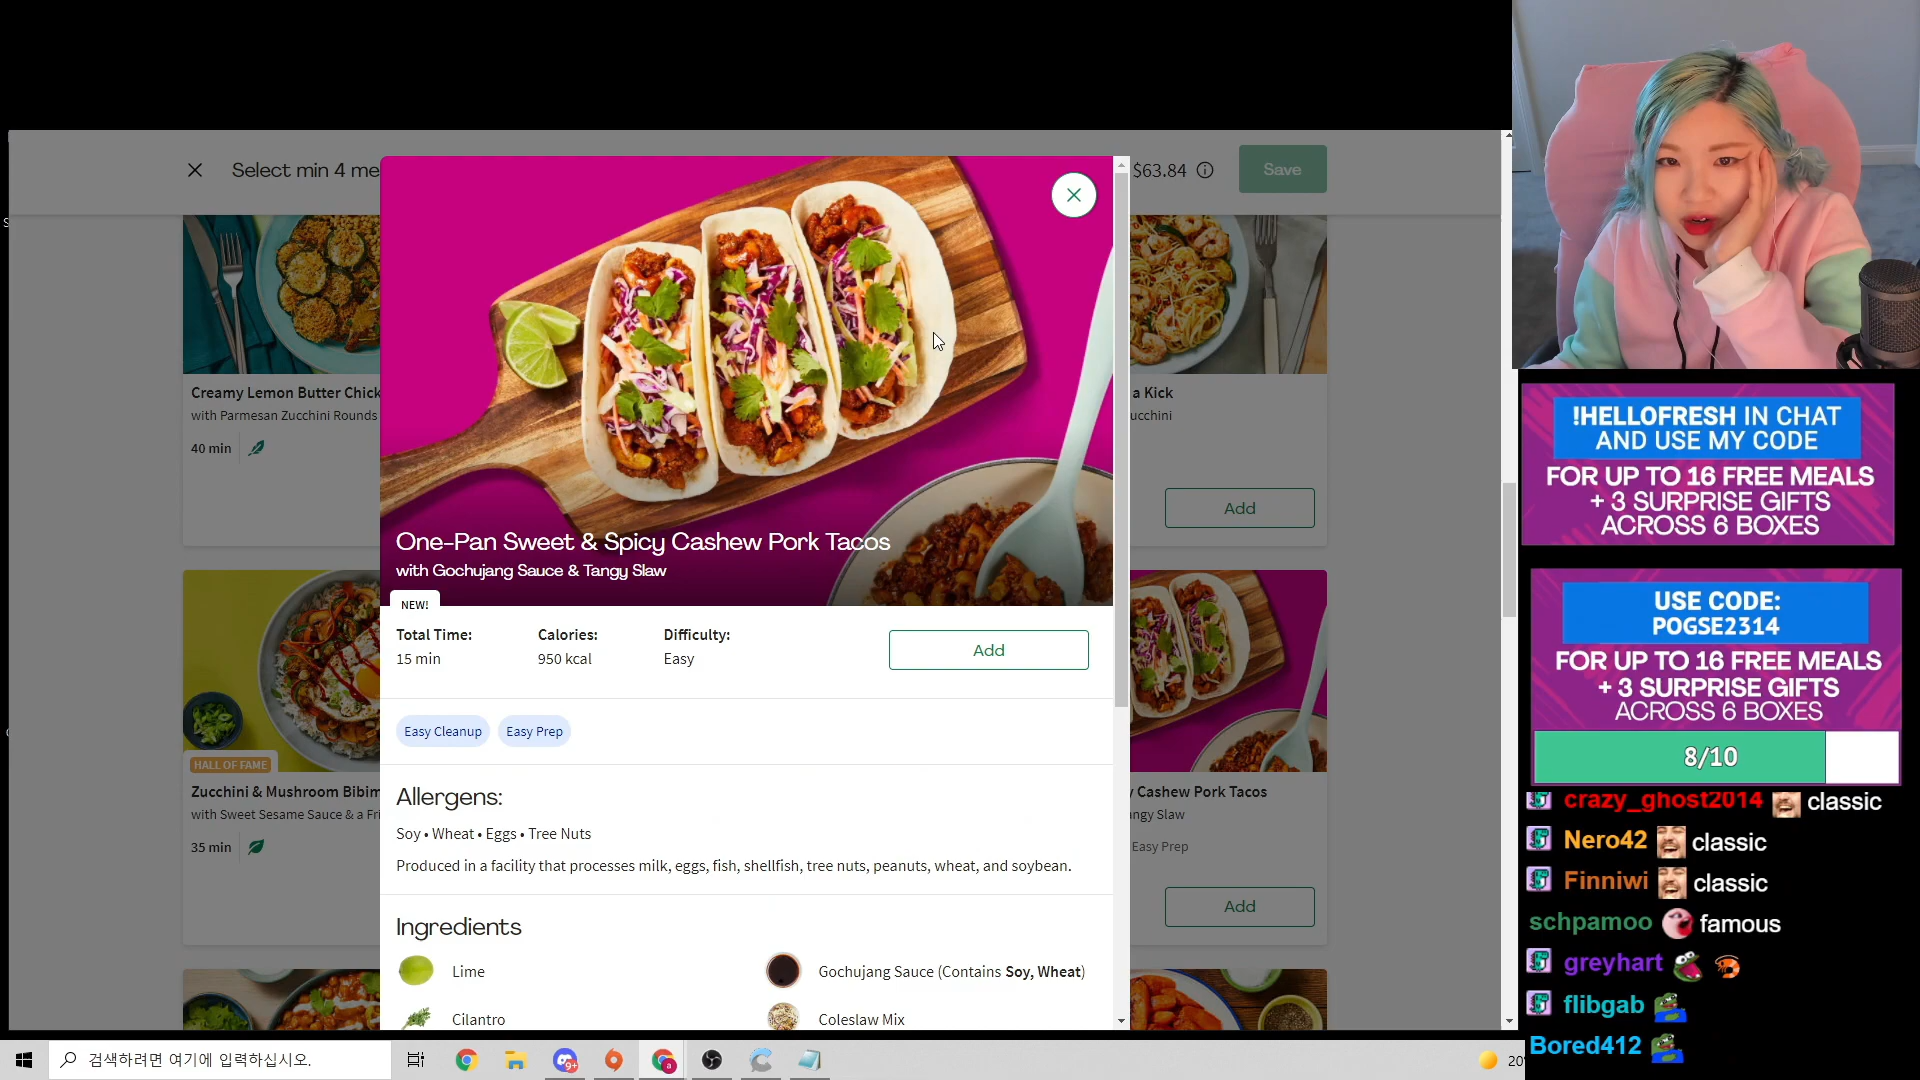 Select min 4 me
$63.84
Save
Creamy Lemon Butter Chick
with Parmesan Zucchini Rounds
40 min
a Kick
ucchini
Add
One-Pan Sweet & Spicy Cashew Pork Tacos
with Gochujang Sauce & Tangy Slaw
NEW!
Total Time:
15 min
Calories:
950 kcal
Difficulty:
Easy
Add
Easy Cleanup
Easy Prep
Allergens:
Soy • Wheat • Eggs • Tree Nuts
Produced in a facility that processes milk, eggs, fish, shellfish, tree nuts, peanuts, wheat, and soybean.
Ingredients
Lime
Gochujang Sauce (Contains Soy, Wheat)
Cilantro
Coleslaw Mix
HALL OF FAME
Zucchini & Mushroom Bibim
with Sweet Sesame Sauce & a Fri
35 min
y Cashew Pork Tacos
angy Slaw
Easy Prep
Add
!HELLOFRESH IN CHAT
AND USE MY CODE
FOR UP TO 16 FREE MEALS
+ 3 SURPRISE GIFTS
ACROSS 6 BOXES
USE CODE:
POGSE2314
FOR UP TO 16 FREE MEALS
+ 3 SURPRISE GIFTS
ACROSS 6 BOXES
8/10
crazy_ghost2014 classic
Nero42 classic
Finniwi classic
schpamoo famous
greyhart
flibgab
Bored412
검색하려면 여기에 입력하십시오.
9+
a
20